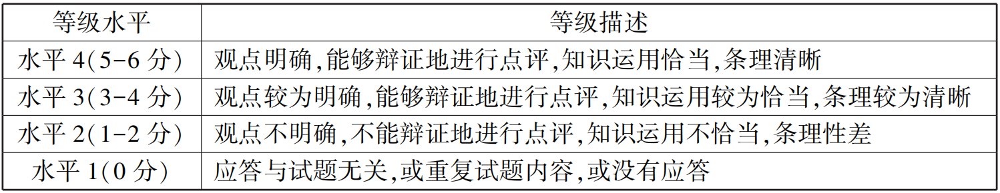 等级水平 等级描述
水平4(5-6分) 观点明确,能够辩证地进行点评,知识运用恰当,条理清晰
水平3(3-4分) 观点较为明确,能够辩证地进行点评,知识运用较为恰当,条理较为清晰
水平2(1-2分) 观点不明确,不能辩证地进行点评,知识运用不恰当,条理性差
水平1(0分) 应答与试题无关,或重复试题内容,或没有应答